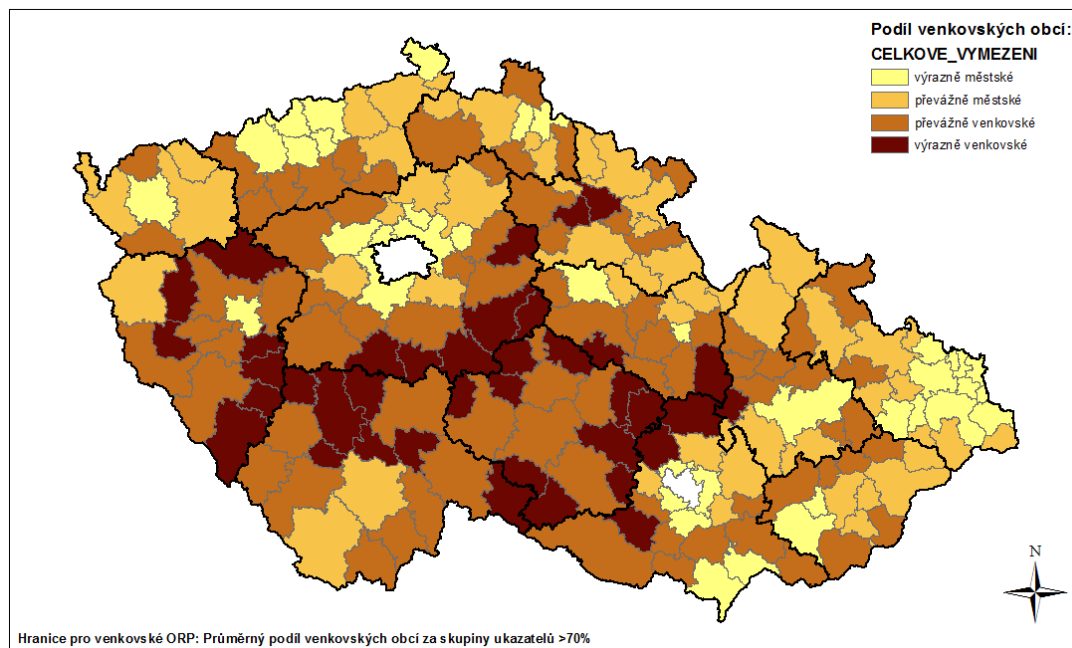 Podíl venkovských obcí:
CELKOVE_VYMEZENI
výrazně městské
převážně městské
převážně venkovské
výrazně venkovské
N
Hranice pro venkovské ORP: Průměrný podíl venkovských obcí za skupiny ukazatelů >70%